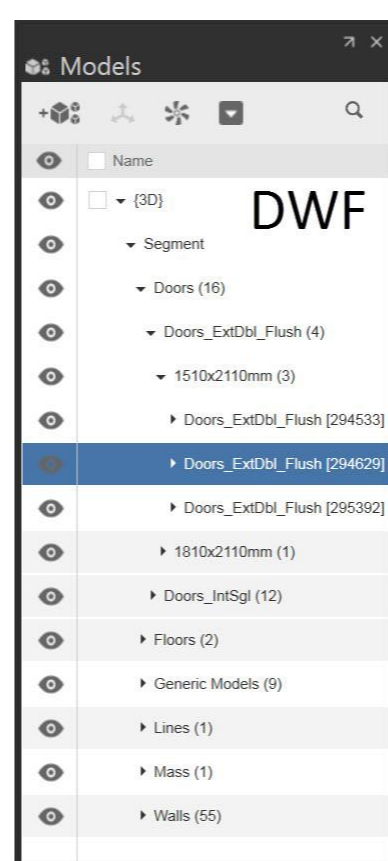 Models
Name
{3D}
DWF
Segment
Doors (16)
Doors_ExtDbl_Flush (4)
1510x2110mm (3)
Doors_ExtDbl_Flush [294533]
Doors_ExtDbl_Flush [294629]
Doors_ExtDbl_Flush [295392]
1810x2110mm (1)
Doors_IntSgl (12)
Floors (2)
Generic Models (9)
Lines (1)
Mass (1)
Walls (55)